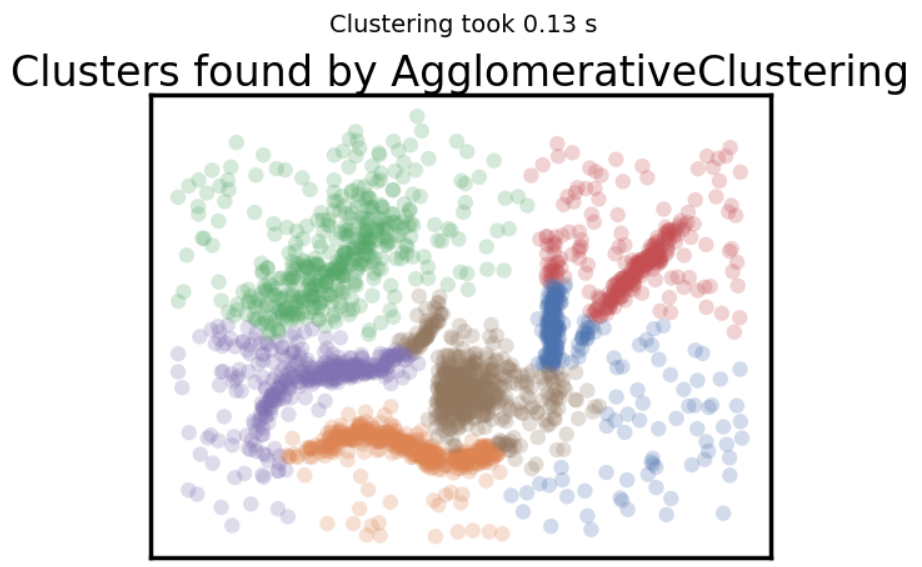 Clustering took 0.13 s
Clusters found by AgglomerativeClustering